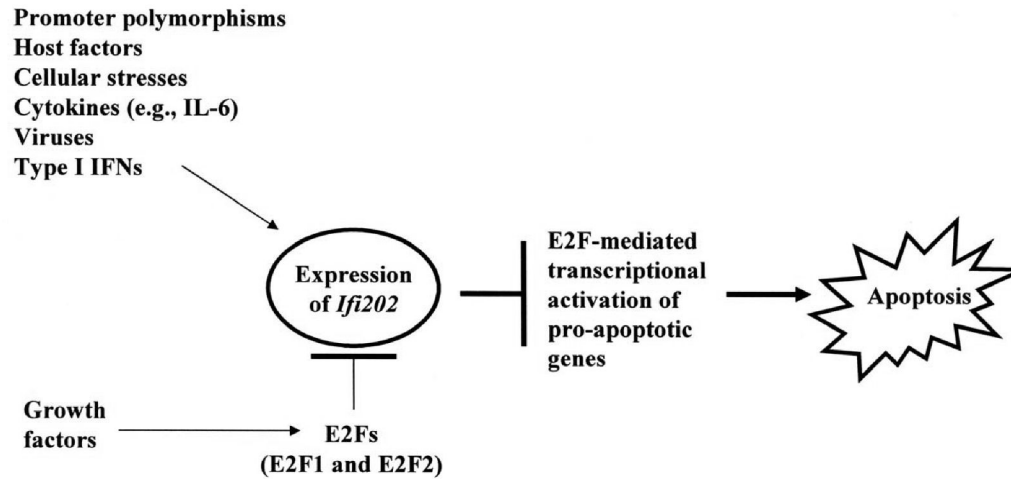 Promoter polymorphisms
Host factors
Cellular stresses
Cytokines (e.g., IL-6)
Viruses
Type I IFNs
Expression
of Ifi202
E2F-mediated
transcriptional
activation of
pro-apoptotic
genes
Apoptosis
Growth
factors
E2Fs
(E2F1 and E2F2)